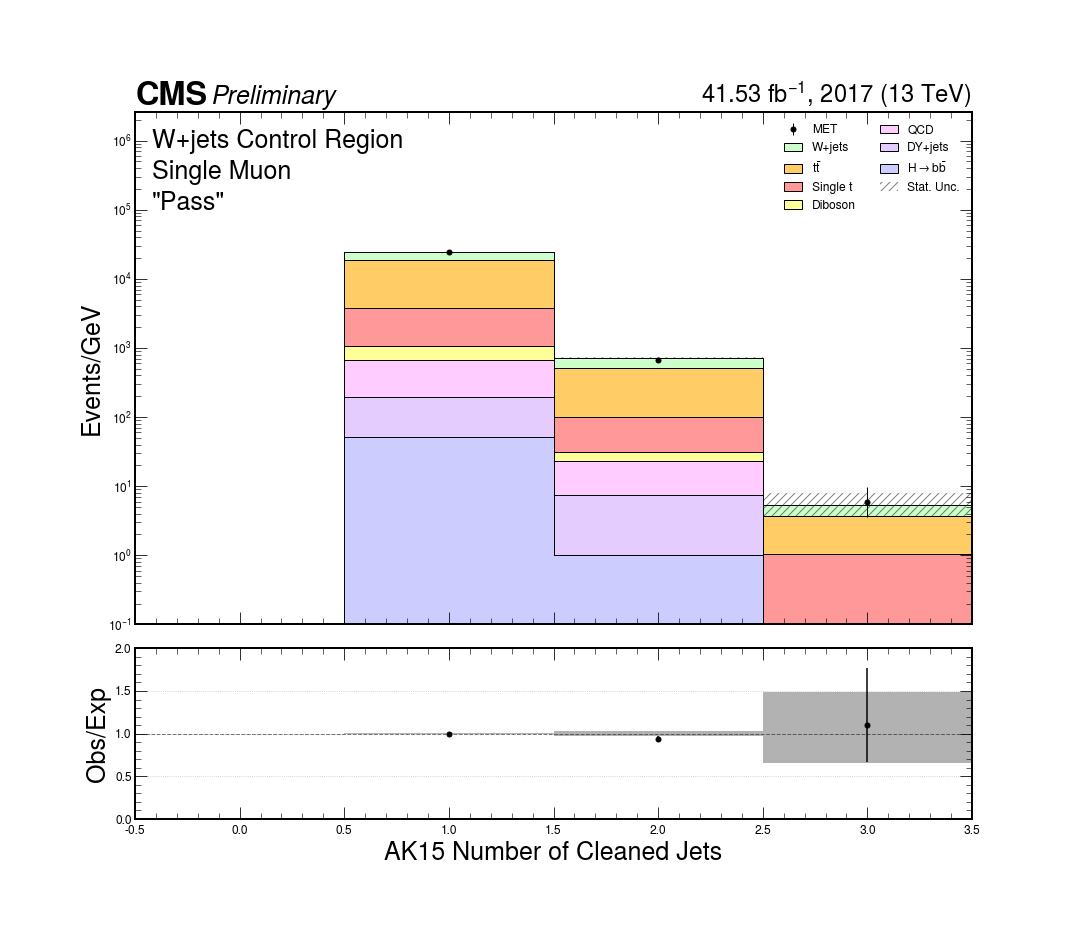 CMS Preliminary
41.53 fb⁻¹, 2017 (13 TeV)
W+jets Control Region
Single Muon
"Pass"
MET
W+jets
tt̄
Single t
Diboson
QCD
DY+jets
H→bb̄
Stat. Unc.
Events/GeV
10⁶
10⁵
10⁴
10³
10²
10¹
10⁰
10⁻¹
Obs/Exp
2.0
1.5
1.0
0.5
0.0
-0.5 0.0 0.5 1.0 1.5 2.0 2.5 3.0 3.5
AK15 Number of Cleaned Jets